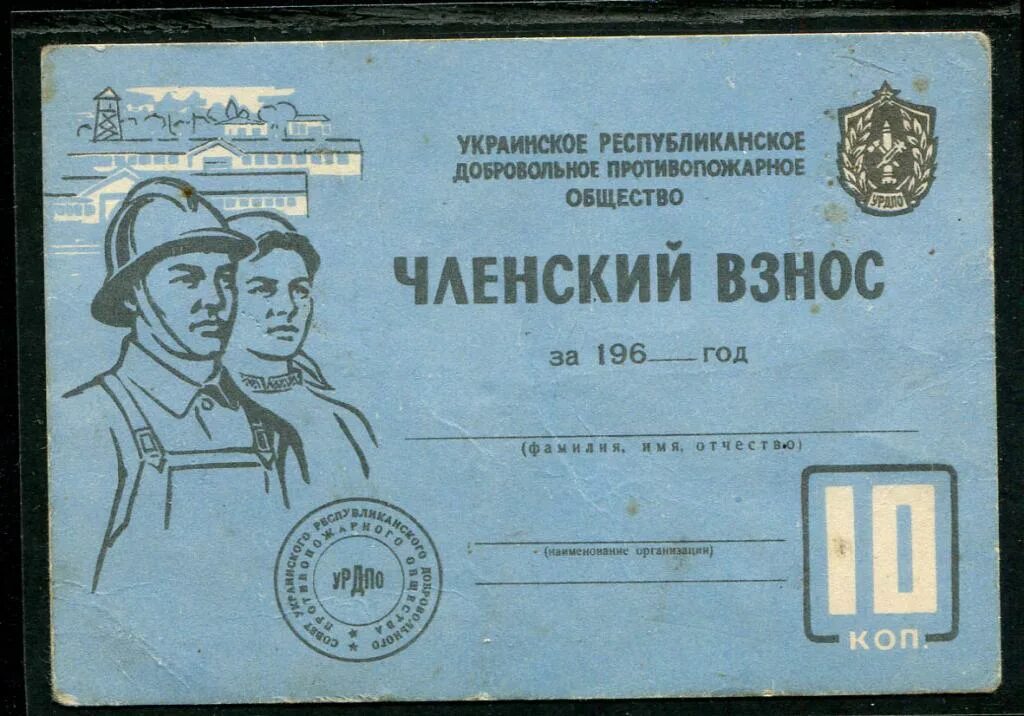 УКРАИНСКОЕ РЕСПУБЛИКАНСКОЕ
ДОБРОВОЛЬНОЕ ПРОТИВОПОЖАРНОЕ
ОБЩЕСТВО
УРДПО
ЧЛЕНСКИЙ ВЗНОС
за 196 год
(фамилия, имя, отчество)
(наименование организации)
10
КОП.
СОВЕТ УКРАИНСКОГО РЕСПУБЛИКАНСКОГО ДОБРОВОЛЬНОГО
ПРОТИВОПОЖАРНОГО ОБЩЕСТВА
УРДПО